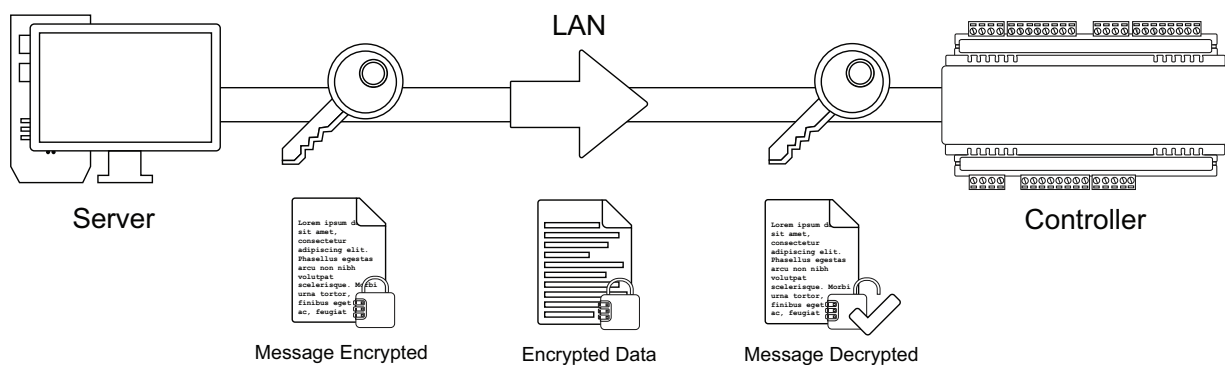 LAN
Server
Controller
Lorem ipsum d
sit amet,
consectetur
adipiscing elit.
Phasellus egestas
arcu non nibh
volutpat
scelerisque. Morbi
urna tortor,
finibus eget
ac, feugiat
Lorem ipsum d
sit amet,
consectetur
adipiscing elit.
Phasellus egestas
arcu non nibh
volutpat
scelerisque. Morbi
urna tortor,
finibus eget
ac, feugiat
Message Encrypted
Encrypted Data
Message Decrypted